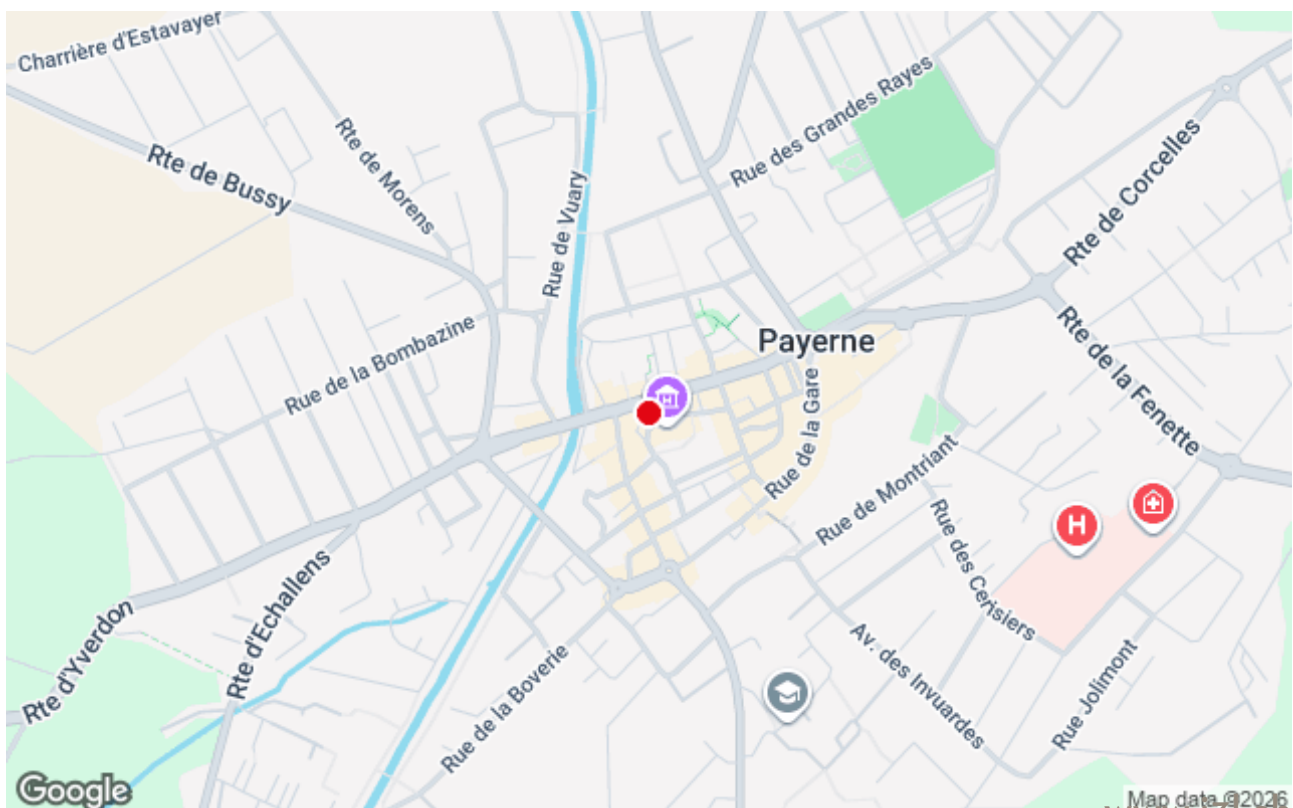 Charrière d'Estavayer
Rte de Bussy
Rte de Morens
Rue de Vuary
Rue des Grandes Rayes
Rte de Corcelles
Rue de la Bombazine
Payerne
Rte de la Fenette
Rue de la Gare
Rue de Montriant
H
Rue des Cerisiers
Rte d'Echallens
Rte d'Yverdon
Rue de la Boverie
Av. des Invuardes
Rue Jolimont
Google
Map data ©2026